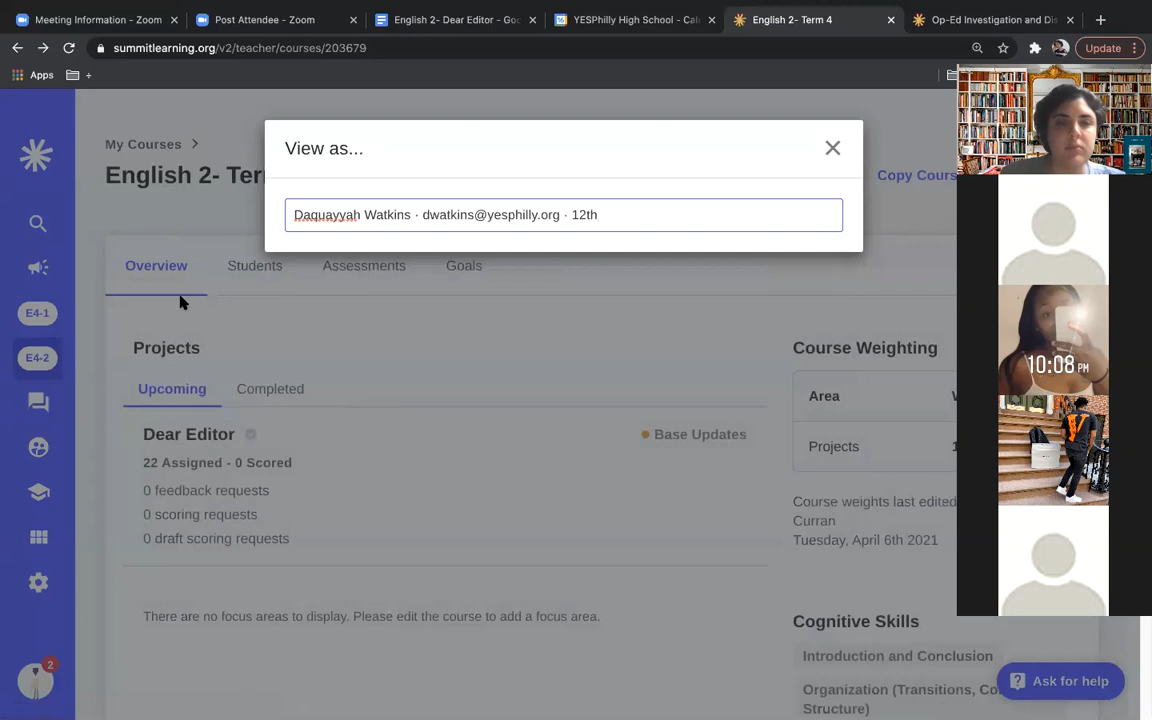 Meeting Information - Zoom
Post Attendee - Zoom
English 2- Dear Editor - Goo
YESPhilly High School - Cale
English 2- Term 4
Op-Ed Investigation and Dis
summitlearning.org/v2/teacher/courses/203679
Update
Apps
My Courses
English 2- Ter
Copy Cours
View as...
Daquayyah Watkins · dwatkins@yesphilly.org · 12th
Overview
Students
Assessments
Goals
E4-1
E4-2
Projects
Upcoming
Completed
Dear Editor
Base Updates
22 Assigned - 0 Scored
0 feedback requests
0 scoring requests
0 draft scoring requests
There are no focus areas to display. Please edit the course to add a focus area.
Course Weighting
Area
Projects
Course weights last edited
Curran
Tuesday, April 6th 2021
Cognitive Skills
Introduction and Conclusion
Organization (Transitions, Co
Structure)
Ask for help
2
10:08 PM